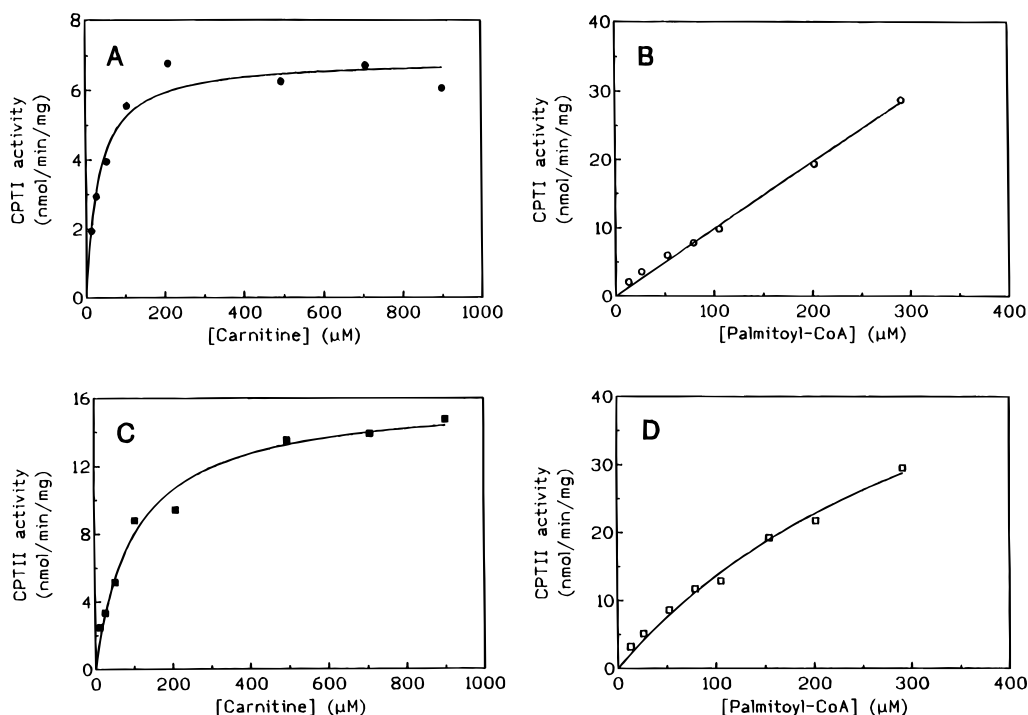 A
8
6
4
2
0
0 200 400 600 800 1000
CPTI activity
(nmol/min/mg)
[Carnitine] (μM)
B
40
30
20
10
0
0 100 200 300 400
CPTI activity
(nmol/min/mg)
[Palmitoyl-CoA] (μM)
C
16
12
8
4
0
0 200 400 600 800 1000
CPTII activity
(nmol/min/mg)
[Carnitine] (μM)
D
40
30
20
10
0
0 100 200 300 400
CPTII activity
(nmol/min/mg)
[Palmitoyl-CoA] (μM)